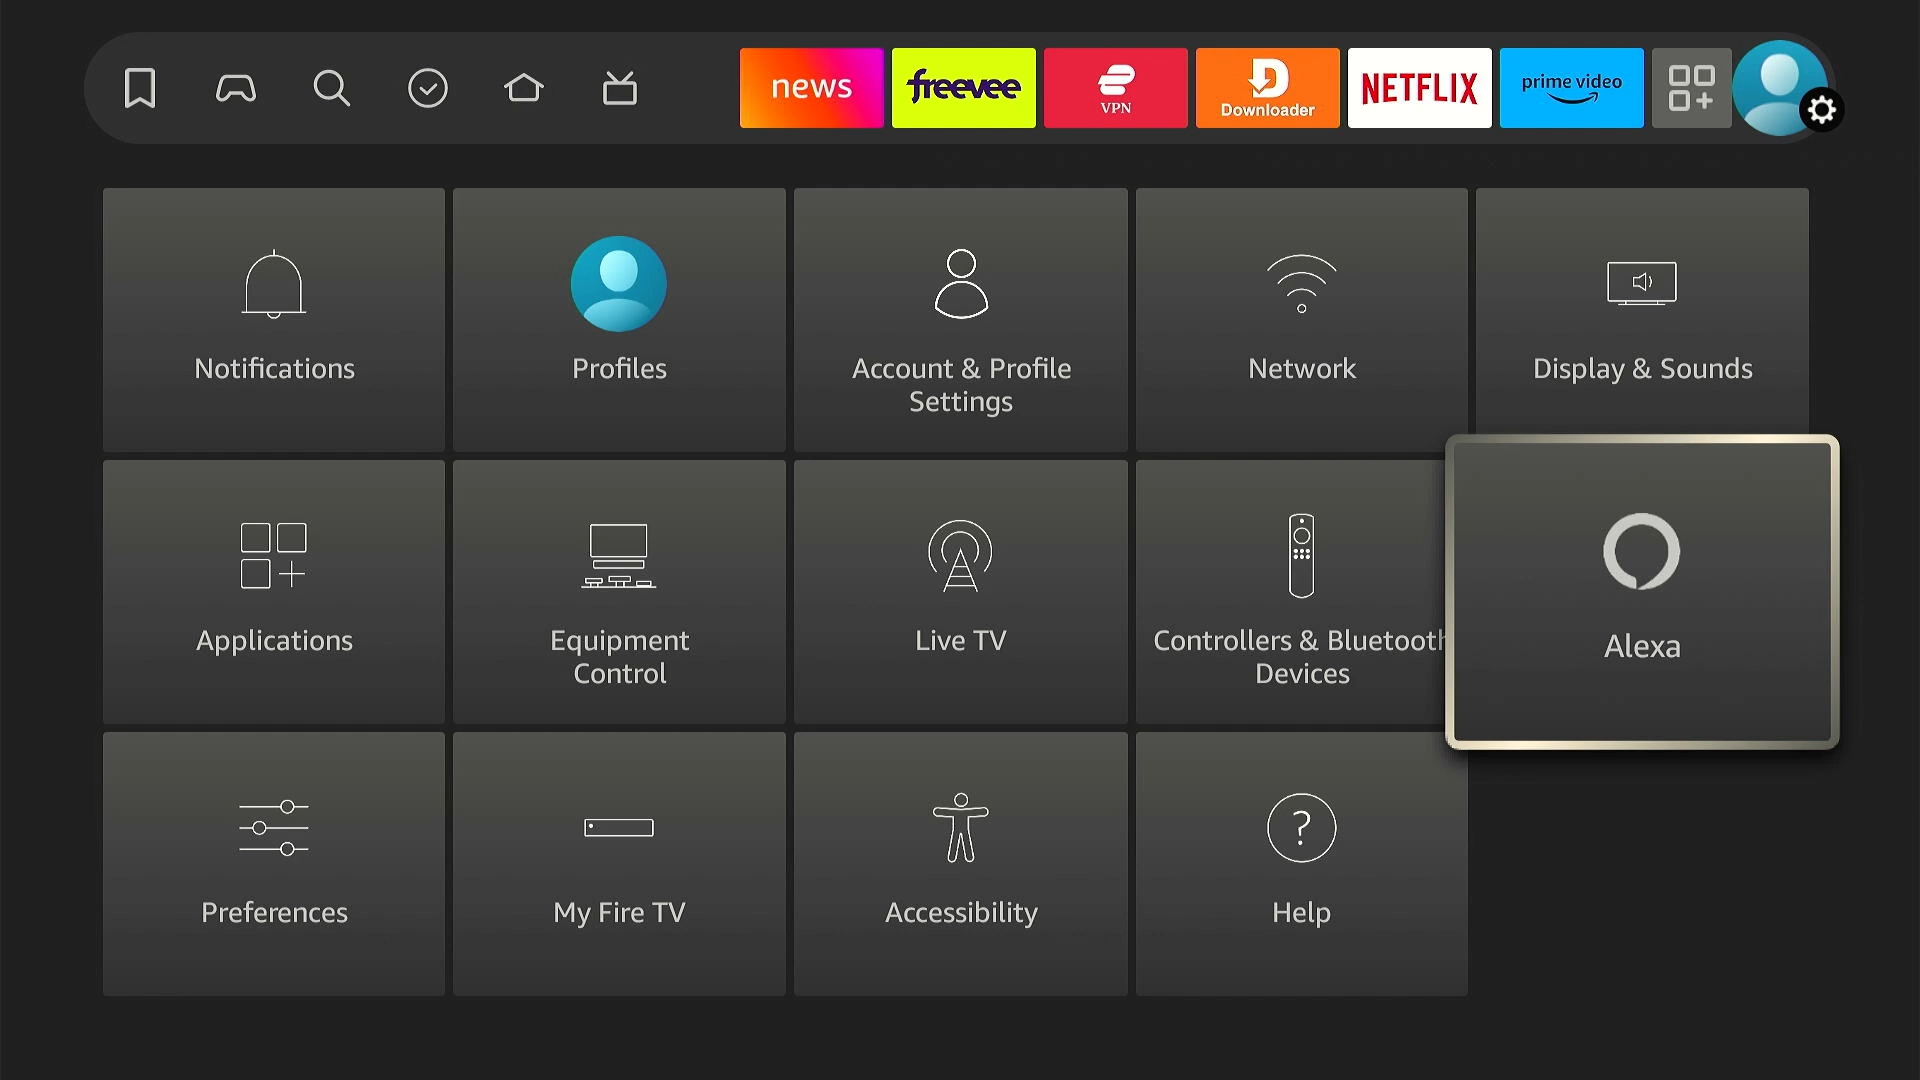 news
freevee
VPN
Downloader
NETFLIX
prime video
Notifications
Profiles
Account & Profile
Settings
Network
Display & Sounds
Applications
Equipment
Control
Live TV
Controllers & Bluetooth
Devices
Alexa
Preferences
My Fire TV
Accessibility
?
Help